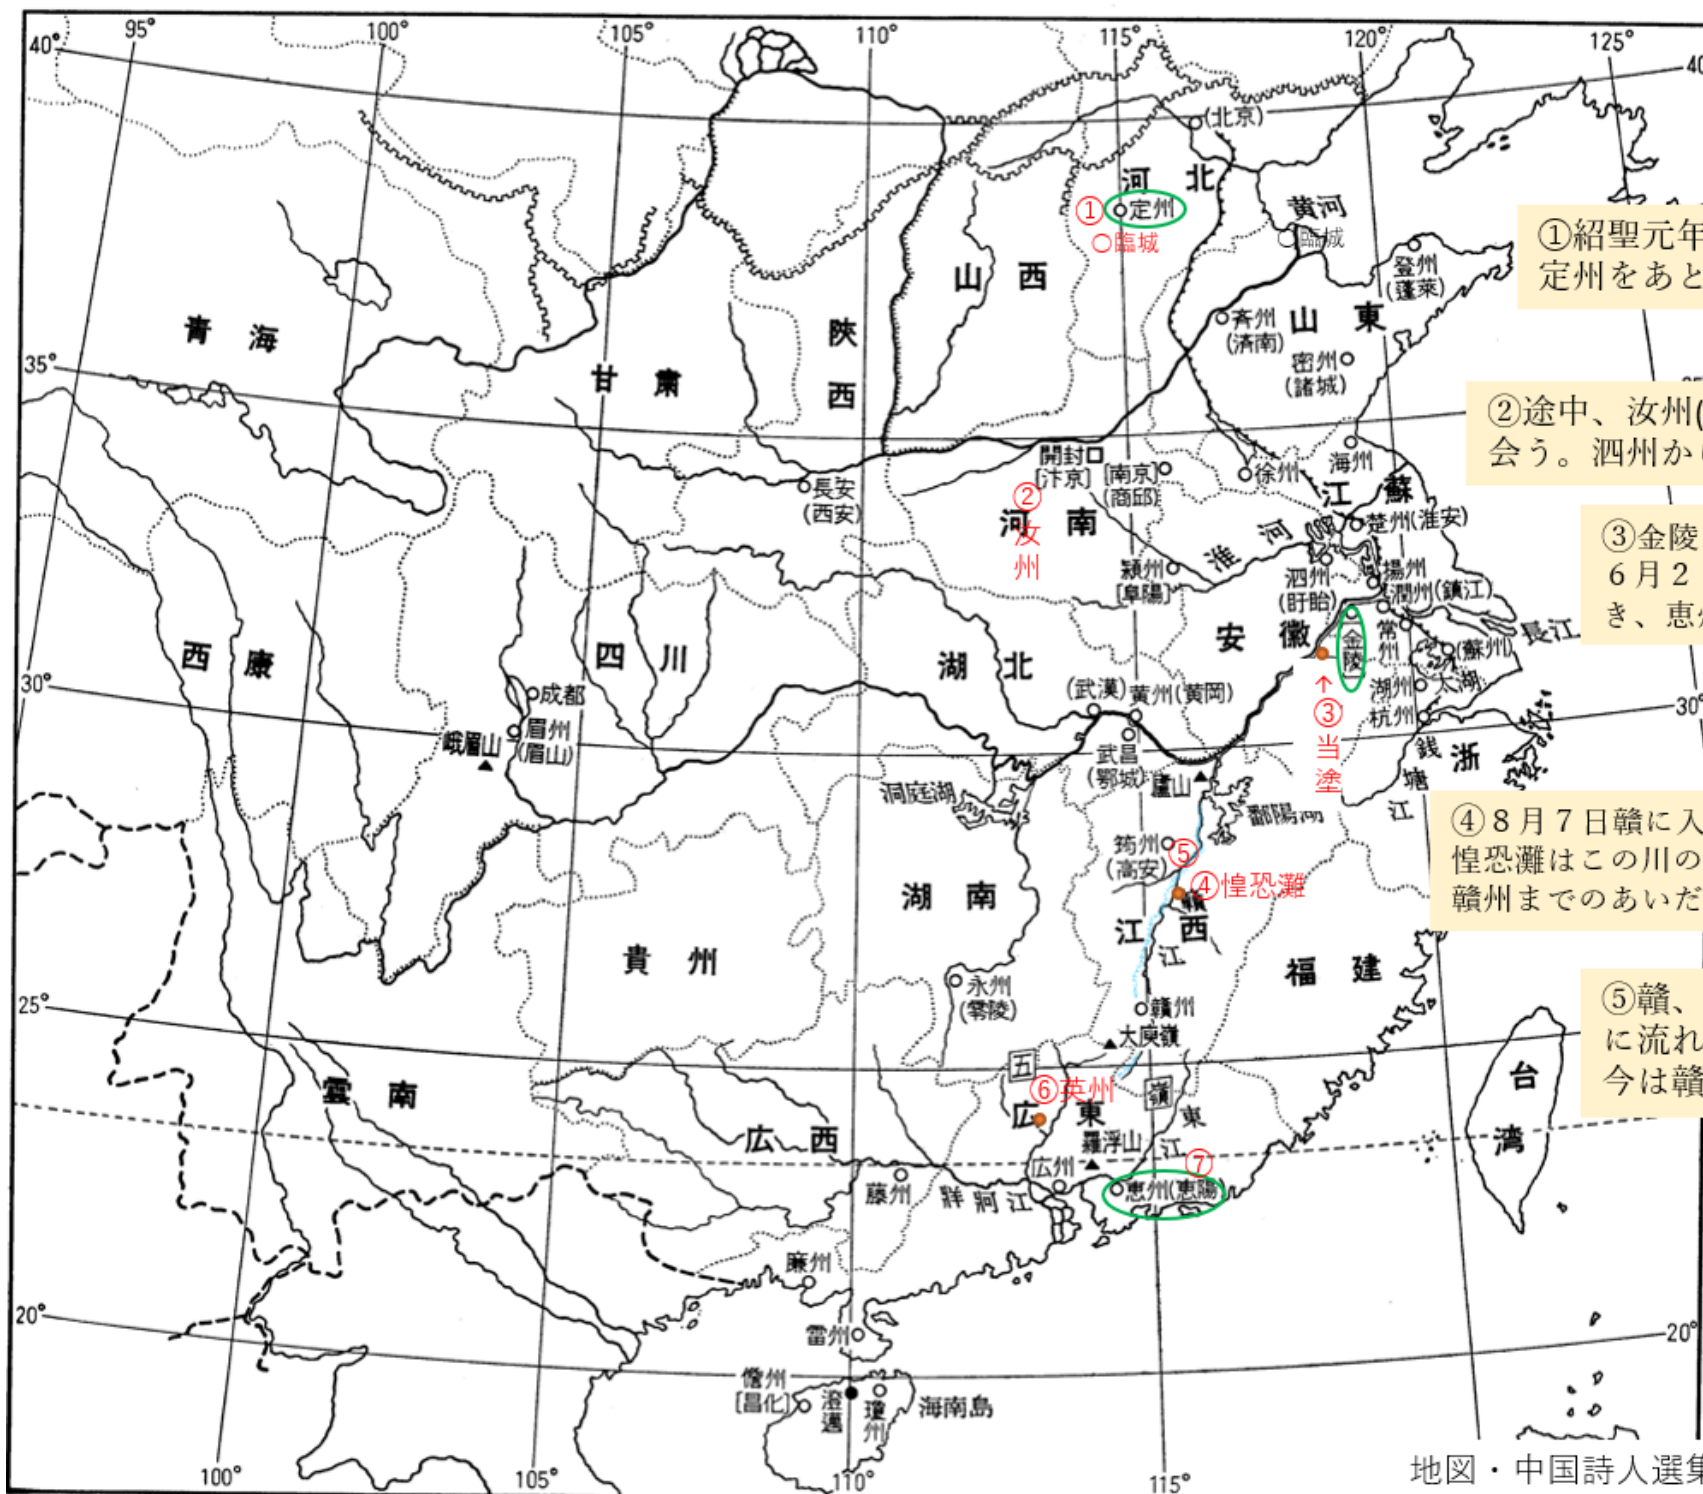 95°
100°
105°
110°
115°
120°
125°
40°
40
(北京)
河 北
①
定州
○臨城
黄河
○臨城
登州
(蓬萊)
①紹聖元年
定州をあと
山 西
斉州
(済南)
山 東
密州
(諸城)
青 海
甘 粛
陝
西
35°
②途中、汝州(
会う。泗州か
開封
[汴京]
[南京]
(商邱)
徐州
海州
江 蘇
長安
(西安)
②
汝
州
河 南
淮 河
楚州(淮安)
③金陵
6月2
き、恵
潁州
[阜陽]
泗州
(盱眙)
揚州
潤州(鎮江)
金陵
常州
(蘇州)
長江
安 徽
西 康
四 川
湖 北
30°
30°
成都
眉州
(眉山)
峨眉山
(武漢)
黄州(黄岡)
武昌
(鄂城)
湖州
太湖
杭州
↑
③
当
塗
銭
塘
江
浙
廬山
洞庭湖
鄱陽湖
筠州
(高安)
⑤
④惶恐灘
④8月7日贛に入
惶恐灘はこの川の
贛州までのあいだ
湖 南
江 西
贛
江
貴 州
福 建
永州
(零陵)
贛州
大庾嶺
25°
⑤贛、
に流れ
今は贛
五
嶺
⑥英州
広 東
雲 南
広 西
羅浮山
東
江
台
湾
⑦
広州
恵州(恵陽)
藤州
牂牁江
廉州
20°
20°
雷州
儋州
[昌化]
澄邁
瓊州
海南島
100°
105°
110°
115°
地図・中国詩人選集